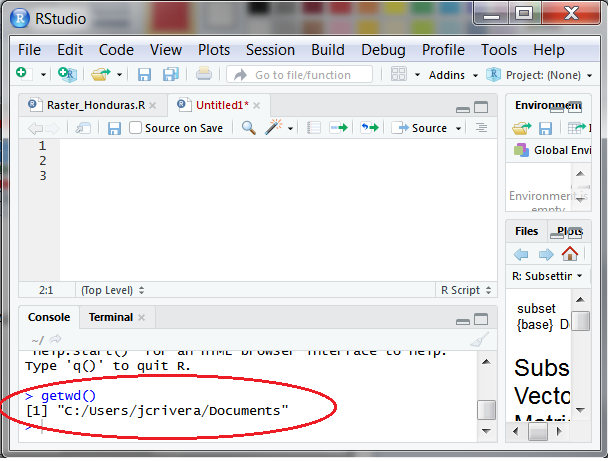 RStudio
File Edit Code View Plots Session Build Debug Profile Tools Help
Go to file/function Addins Project: (None)
Raster_Honduras.R Untitled1*
Source on Save Source
1
2
3
2:1 (Top Level) R Script
Console Terminal
~/
help.start()' for an HTML browser interface to help.
Type 'q()' to quit R.
> getwd()
[1] "C:/Users/jcrivera/Documents"
>
Environment
Global Envi
Environment is
empty
Files Plots
R: Subsettin
subset
{base}
Subs
Vecto
Matri